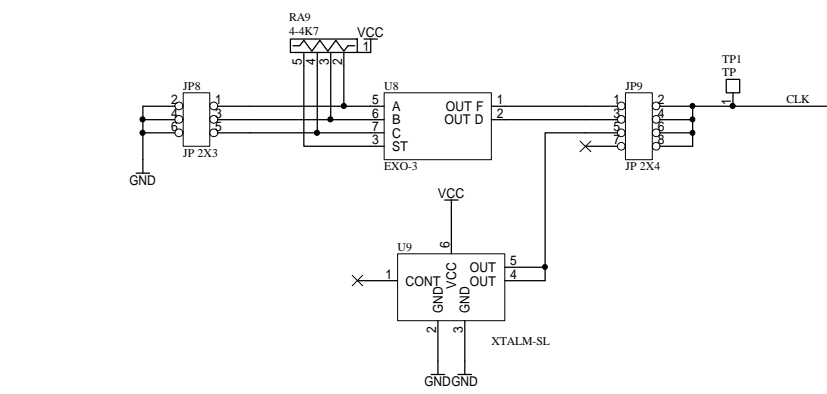 RA9
4-4K7
VCC
1
5 4 3 2
TP1
TP
1
CLK
JP8
2 1
4 3
6 5
JP 2X3
GND
U8
5 A OUT F 1
6 B OUT D 2
7 C
3 ST
EXO-3
JP9
1 2
3 4
5 6
7 8
JP 2X4
VCC
6
U9
1 CONT VCC OUT 5
OUT 4
GND GND
2 3
XTALM-SL
GND GND